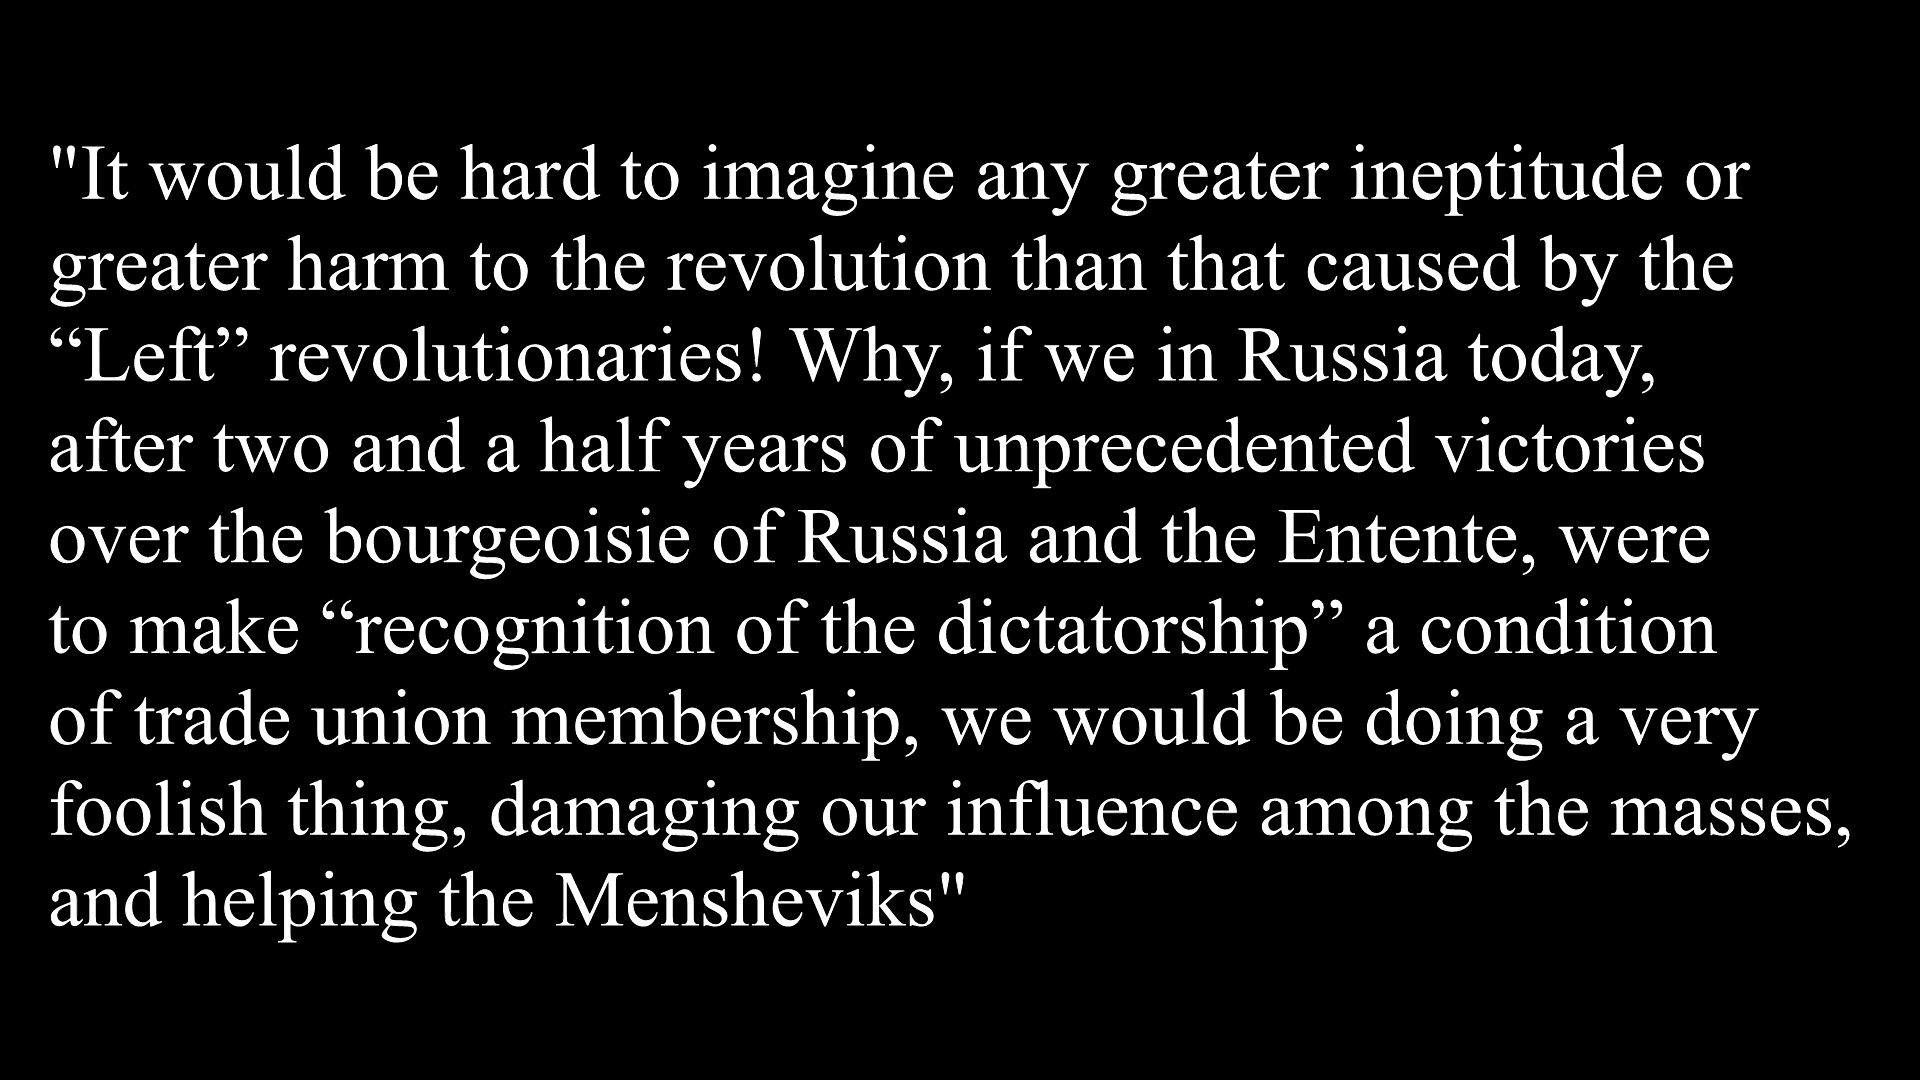 "It would be hard to imagine any greater ineptitude or
greater harm to the revolution than that caused by the
“Left” revolutionaries! Why, if we in Russia today,
after two and a half years of unprecedented victories
over the bourgeoisie of Russia and the Entente, were
to make “recognition of the dictatorship” a condition
of trade union membership, we would be doing a very
foolish thing, damaging our influence among the masses,
and helping the Mensheviks"